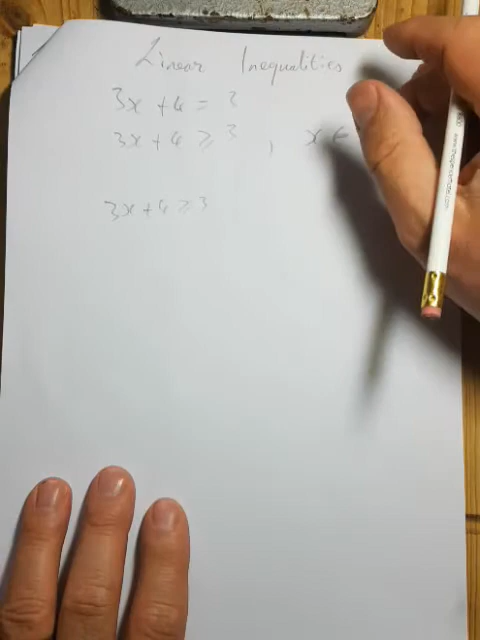 Linear Inequalities
3x + 4 = 3
3x + 4 ≥ 3 , x ∈
3x + 4 ≥ 3